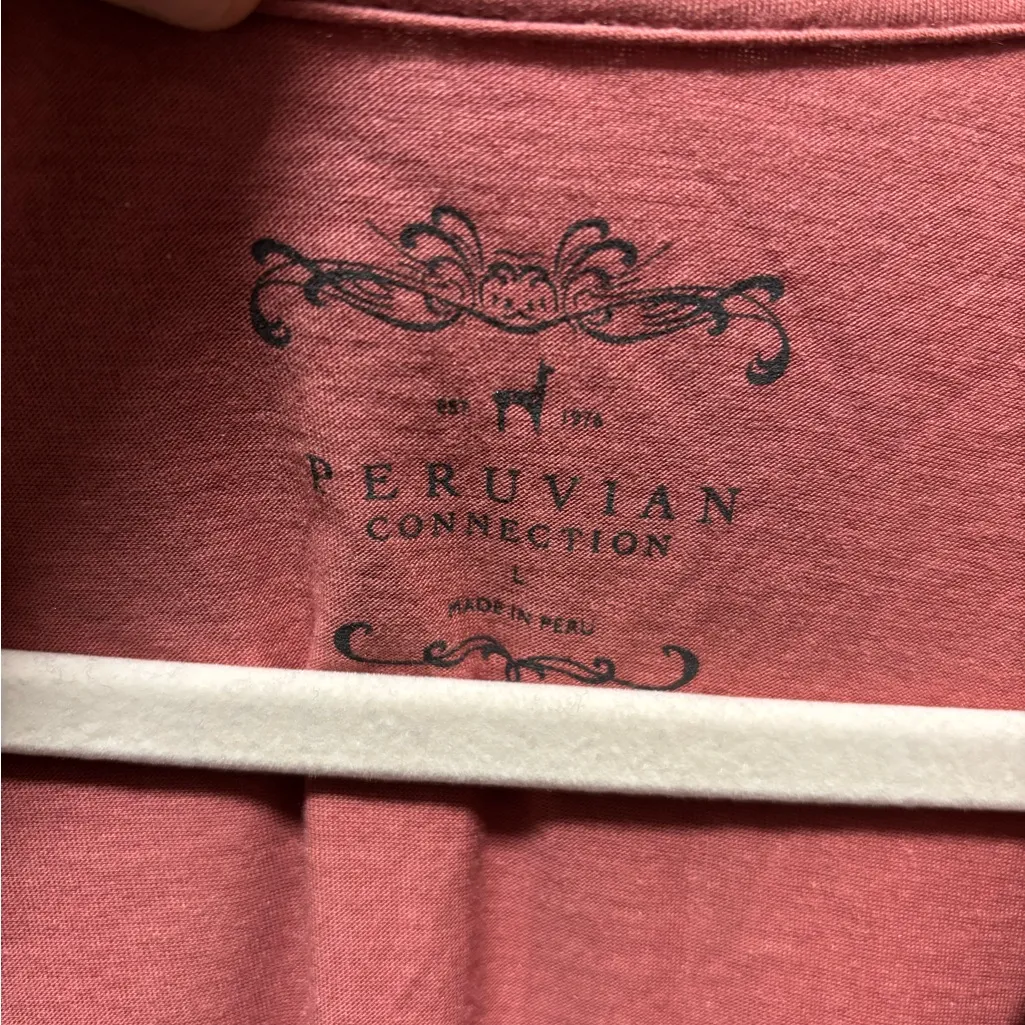 EST 1976
PERUVIAN
CONNECTION
L
MADE IN PERU